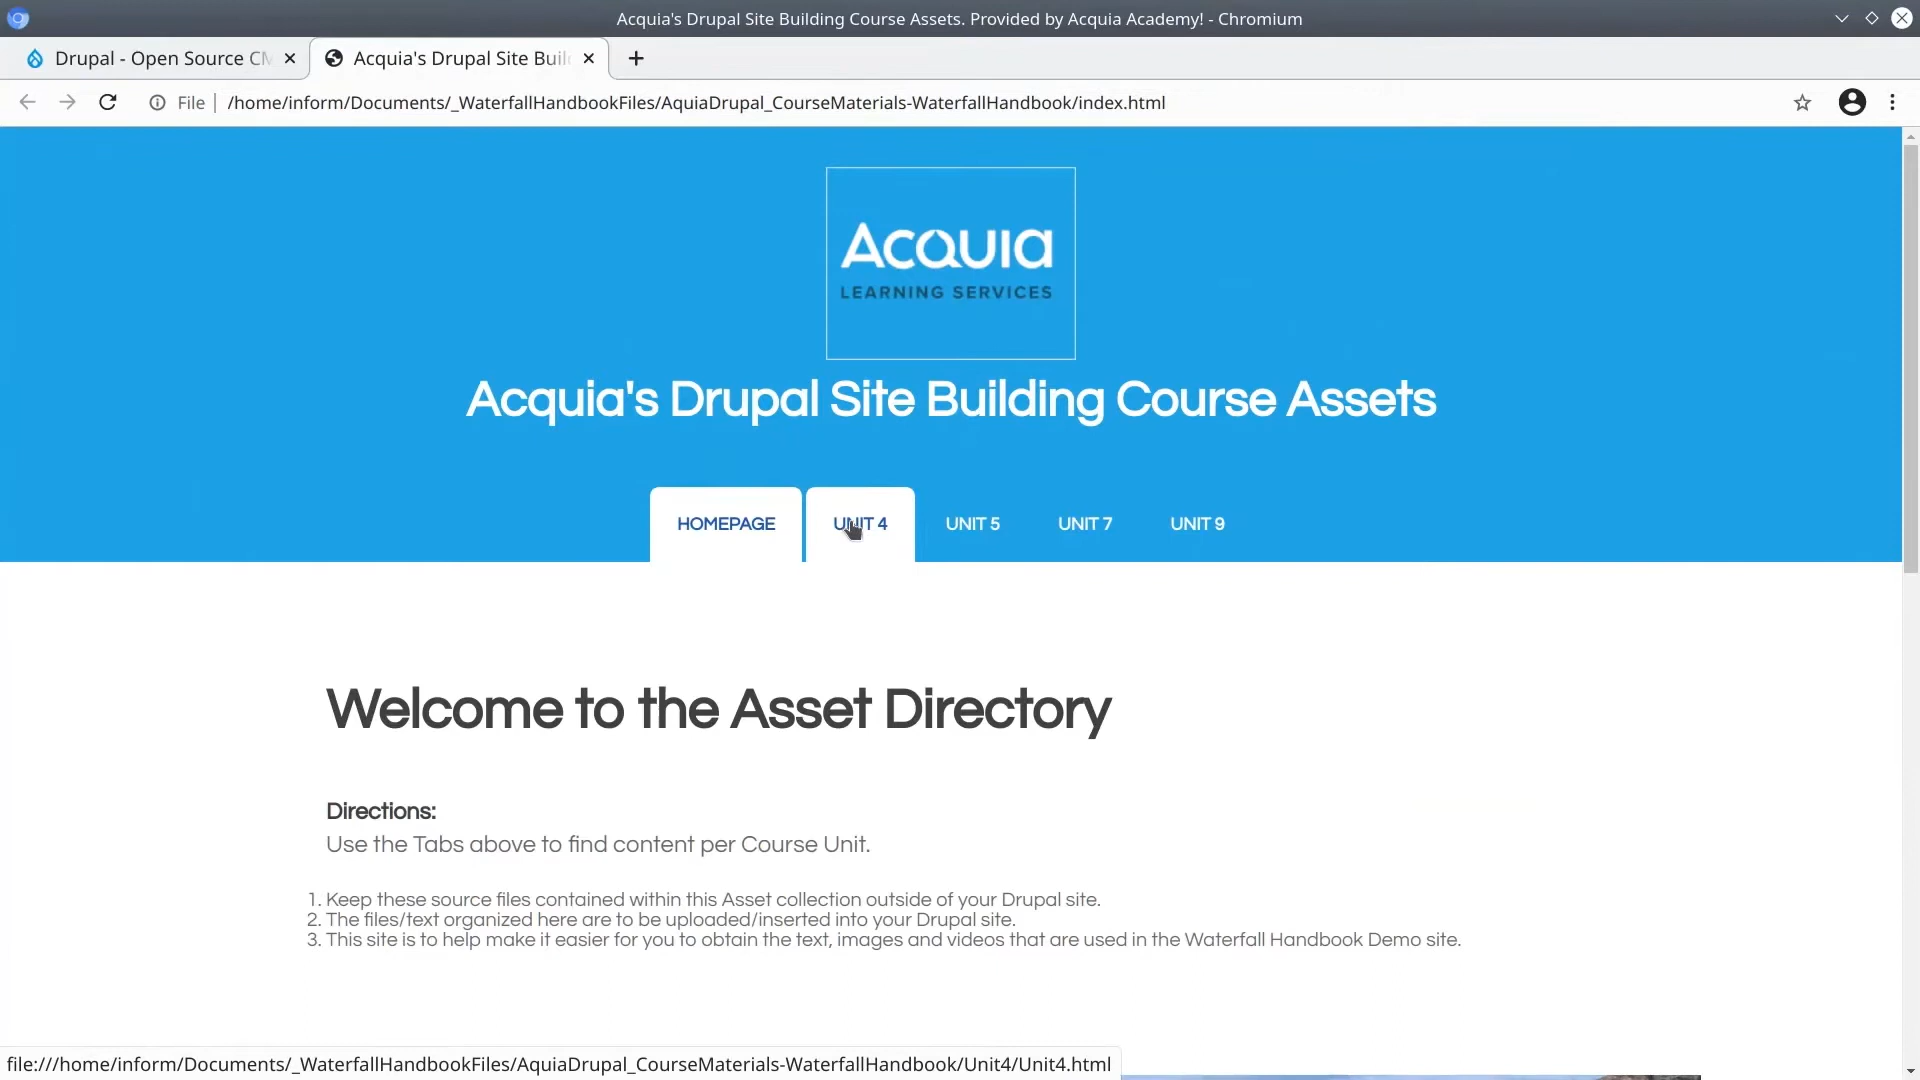 Acquia's Drupal Site Building Course Assets. Provided by Acquia Academy! - Chromium
Drupal - Open Source CM
Acquia's Drupal Site Buil
File
/home/inform/Documents/_WaterfallHandbookFiles/AquiaDrupal_CourseMaterials-WaterfallHandbook/index.html
ACQUIA
LEARNING SERVICES
Acquia's Drupal Site Building Course Assets
HOMEPAGE
UNIT 4
UNIT 5
UNIT 7
UNIT 9
Welcome to the Asset Directory
Directions:
Use the Tabs above to find content per Course Unit.
1. Keep these source files contained within this Asset collection outside of your Drupal site.
2. The files/text organized here are to be uploaded/inserted into your Drupal site.
3. This site is to help make it easier for you to obtain the text, images and videos that are used in the Waterfall Handbook Demo site.
file:///home/inform/Documents/_WaterfallHandbookFiles/AquiaDrupal_CourseMaterials-WaterfallHandbook/Unit4/Unit4.html